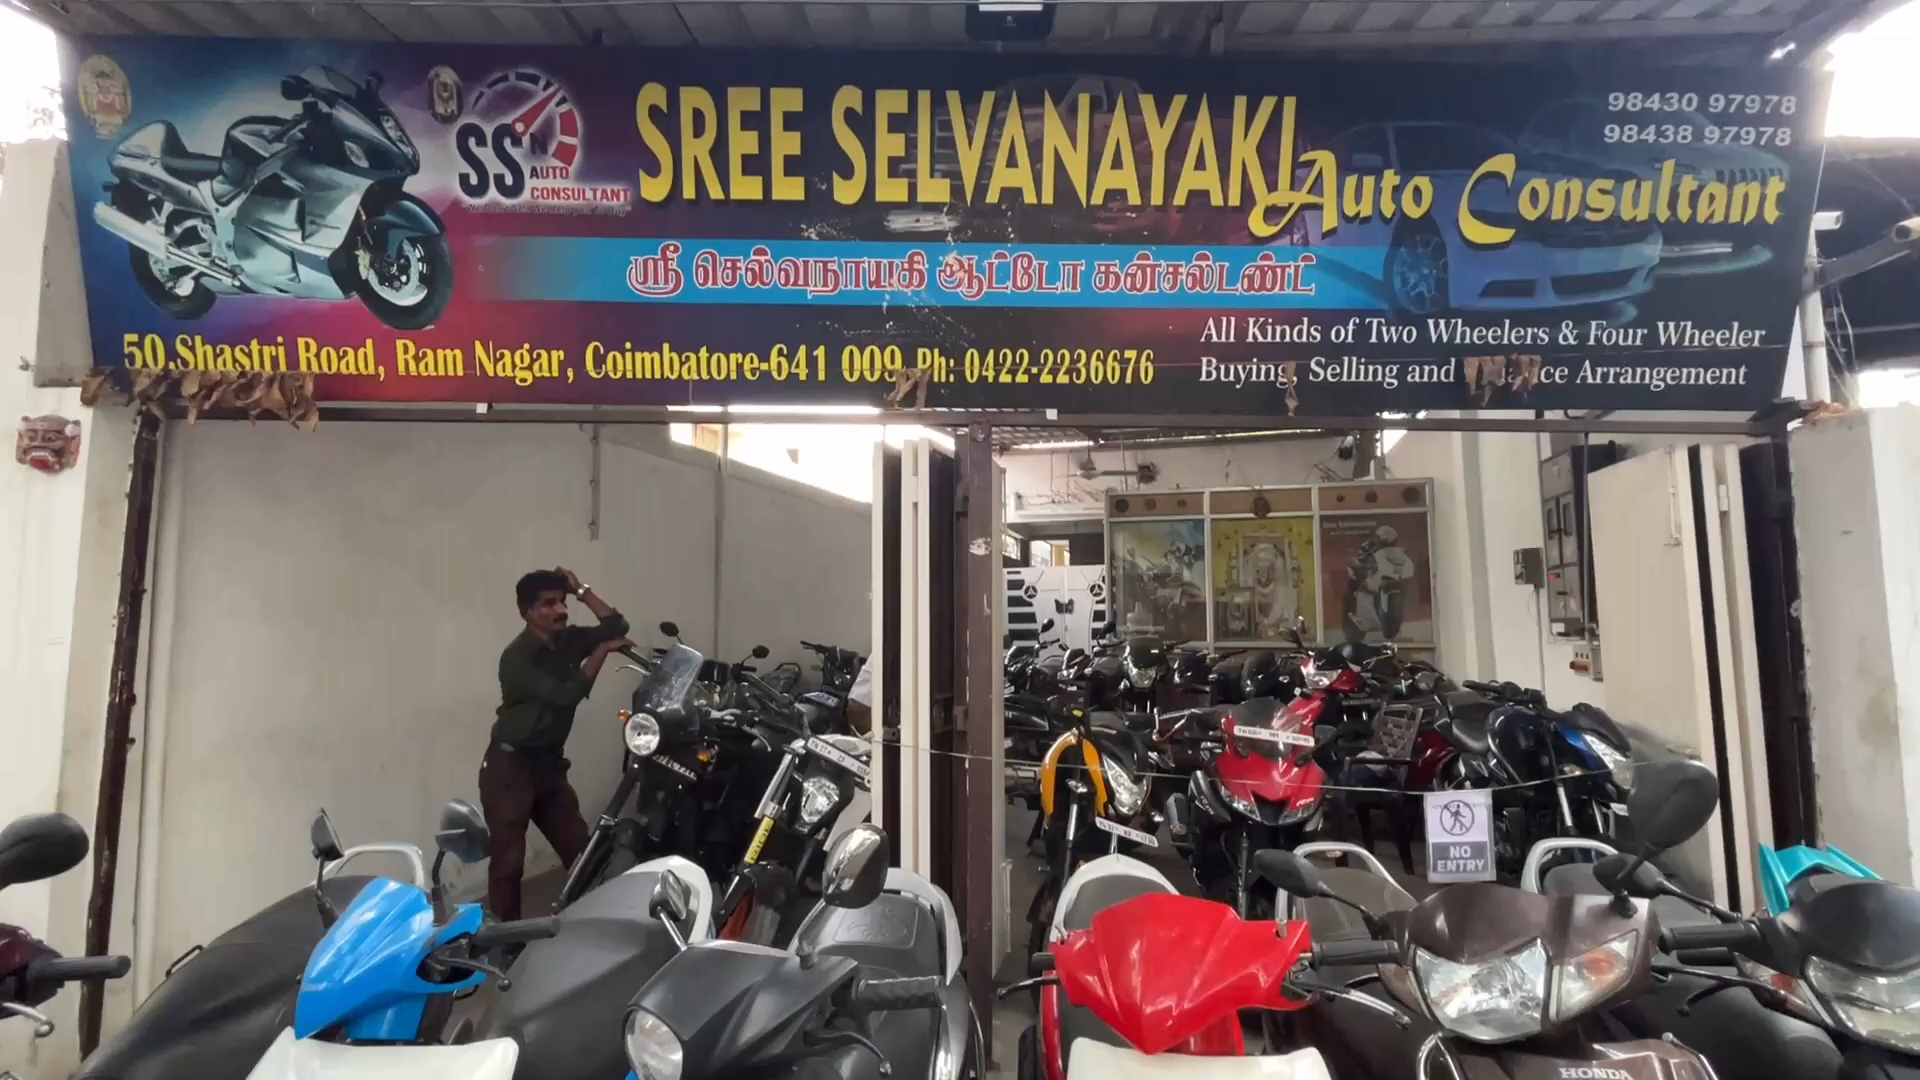 SREE SELVANAYAKI
Auto Consultant
98430 97978
98438 97978
SSN
AUTO
CONSULTANT
ஸ்ரீ செல்வநாயகி ஆட்டோ கன்சல்டண்ட்
50,Shastri Road, Ram Nagar, Coimbatore-641 009. Ph: 0422-2236676
All Kinds of Two Wheelers & Four Wheeler
Buying, Selling and Arrangement
NO
ENTRY
HONDA